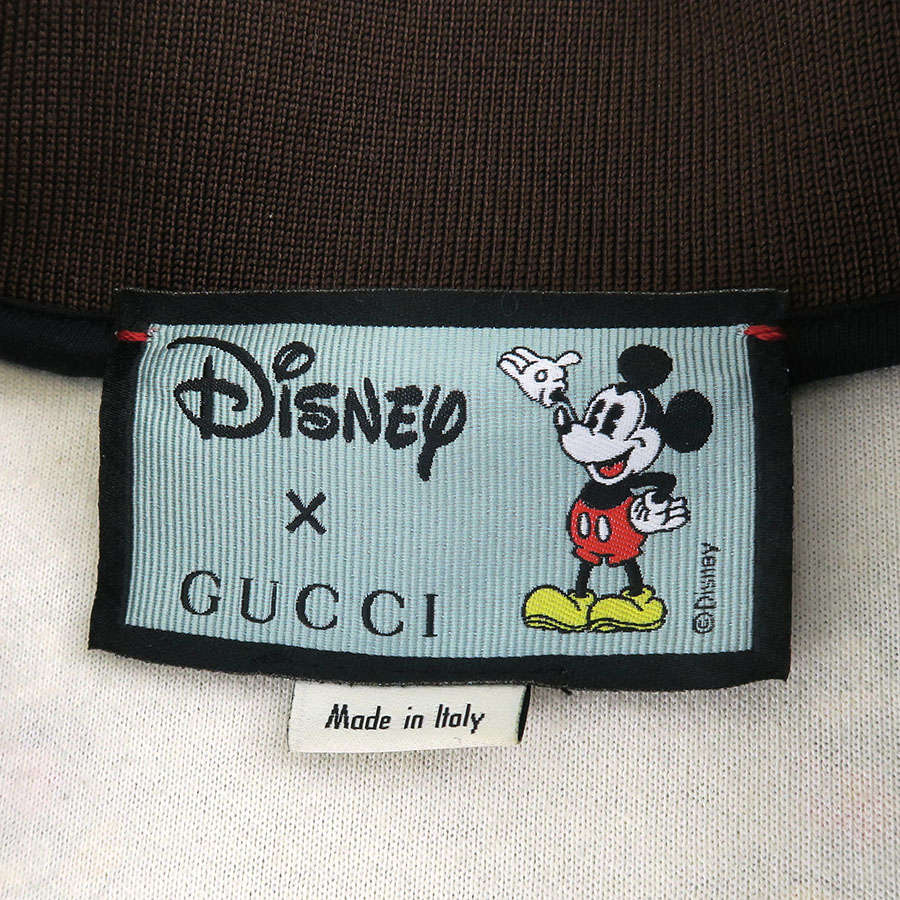 Disney
×
GUCCI
©Disney
Made in Italy